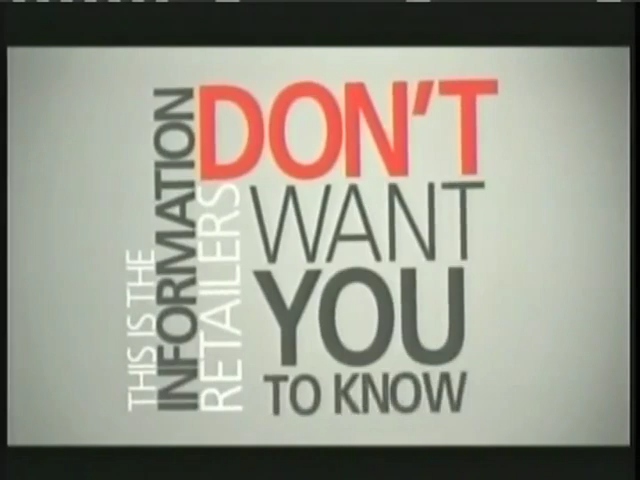 THIS IS THE
INFORMATION
RETAILERS
DON'T
WANT
YOU
TO KNOW